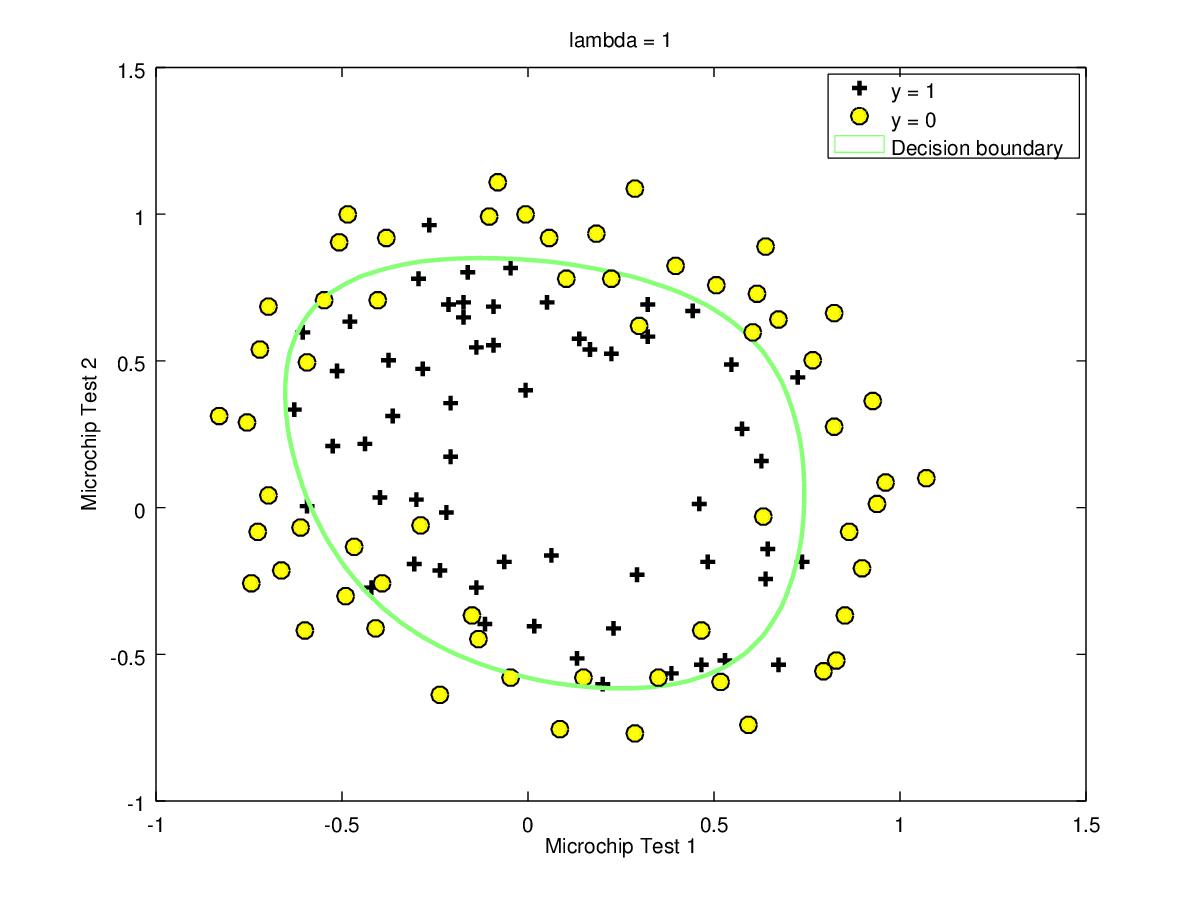 lambda = 1
1.5
y = 1
y = 0
Decision boundary
1
0.5
Microchip Test 2
0
-0.5
-1
-1 -0.5 0 0.5 1 1.5
Microchip Test 1